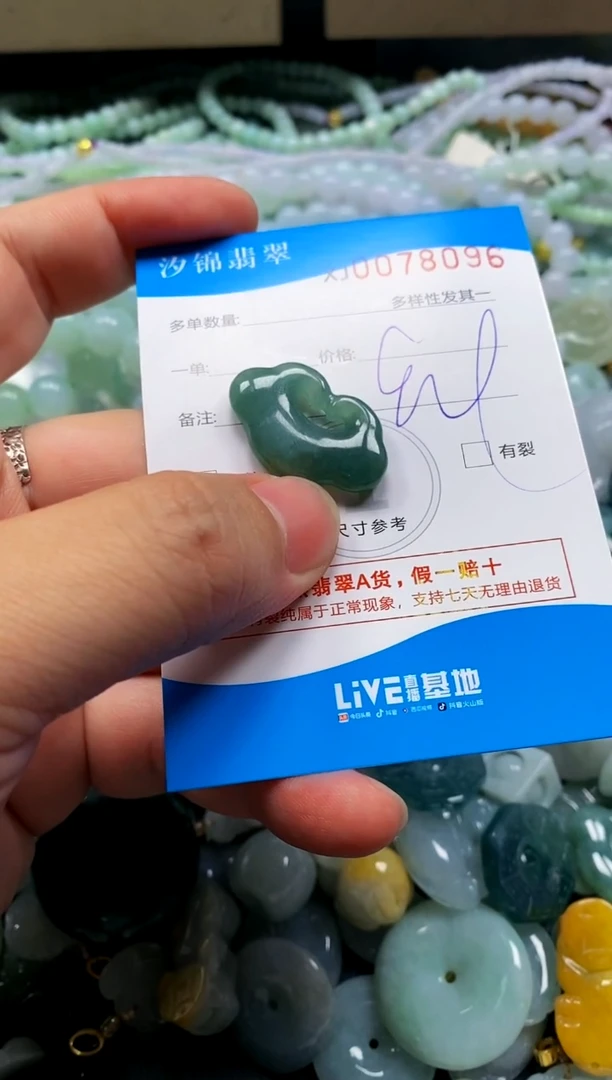 汐锦翡翠
XJ0078096
多单数量:
多样性发其一
一单:
价格:
备注:
有裂
尺寸参考
翡翠A货，假一赔十
裂纯属于正常现象，支持七天无理由退货
LiVE直播基地
今日头条 抖音 西瓜视频 抖音火山版